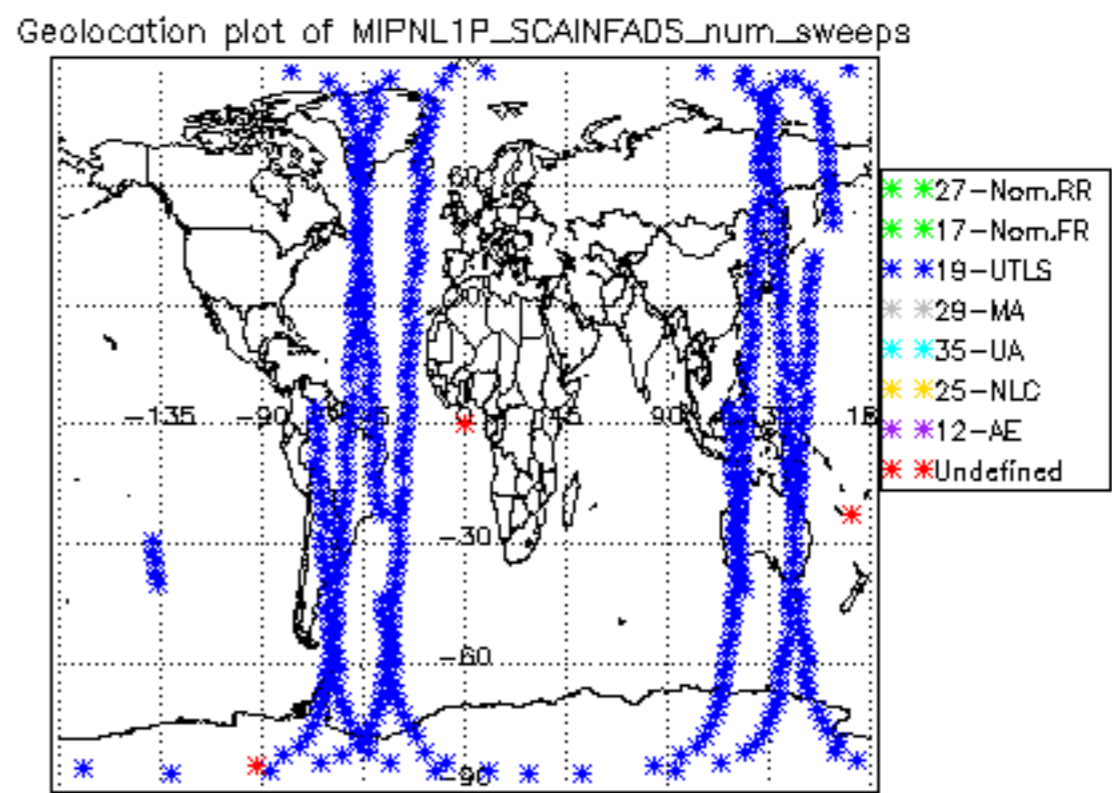 Geolocation plot of MIPNL1P_SCAINFADS_num_sweeps
60
-135 -90 45 90
-30
-60
-90
27-Nom.RR
17-Nom.FR
19-UTLS
29-MA
35-UA
25-NLC
12-AE
Undefined